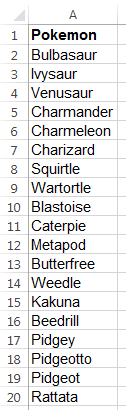 A
1 Pokemon
2 Bulbasaur
3 Ivysaur
4 Venusaur
5 Charmander
6 Charmeleon
7 Charizard
8 Squirtle
9 Wartortle
10 Blastoise
11 Caterpie
12 Metapod
13 Butterfree
14 Weedle
15 Kakuna
16 Beedrill
17 Pidgey
18 Pidgeotto
19 Pidgeot
20 Rattata